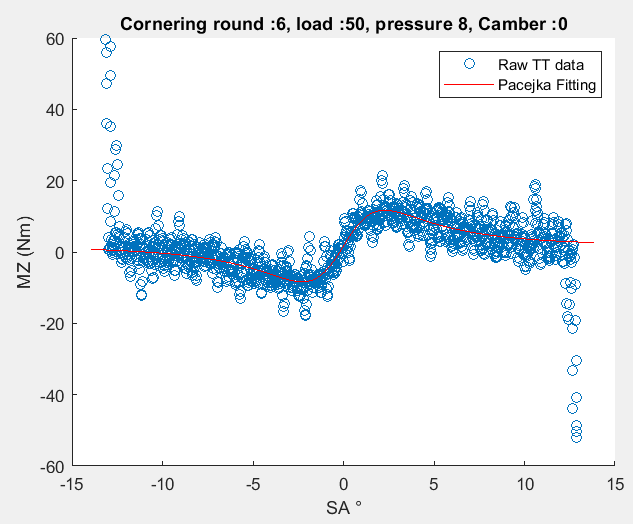 Cornering round :6, load :50, pressure 8, Camber :0
Raw TT data
Pacejka Fitting
MZ (Nm)
60
40
20
0
-20
-40
-60
-15
-10
-5
0
5
10
15
SA °